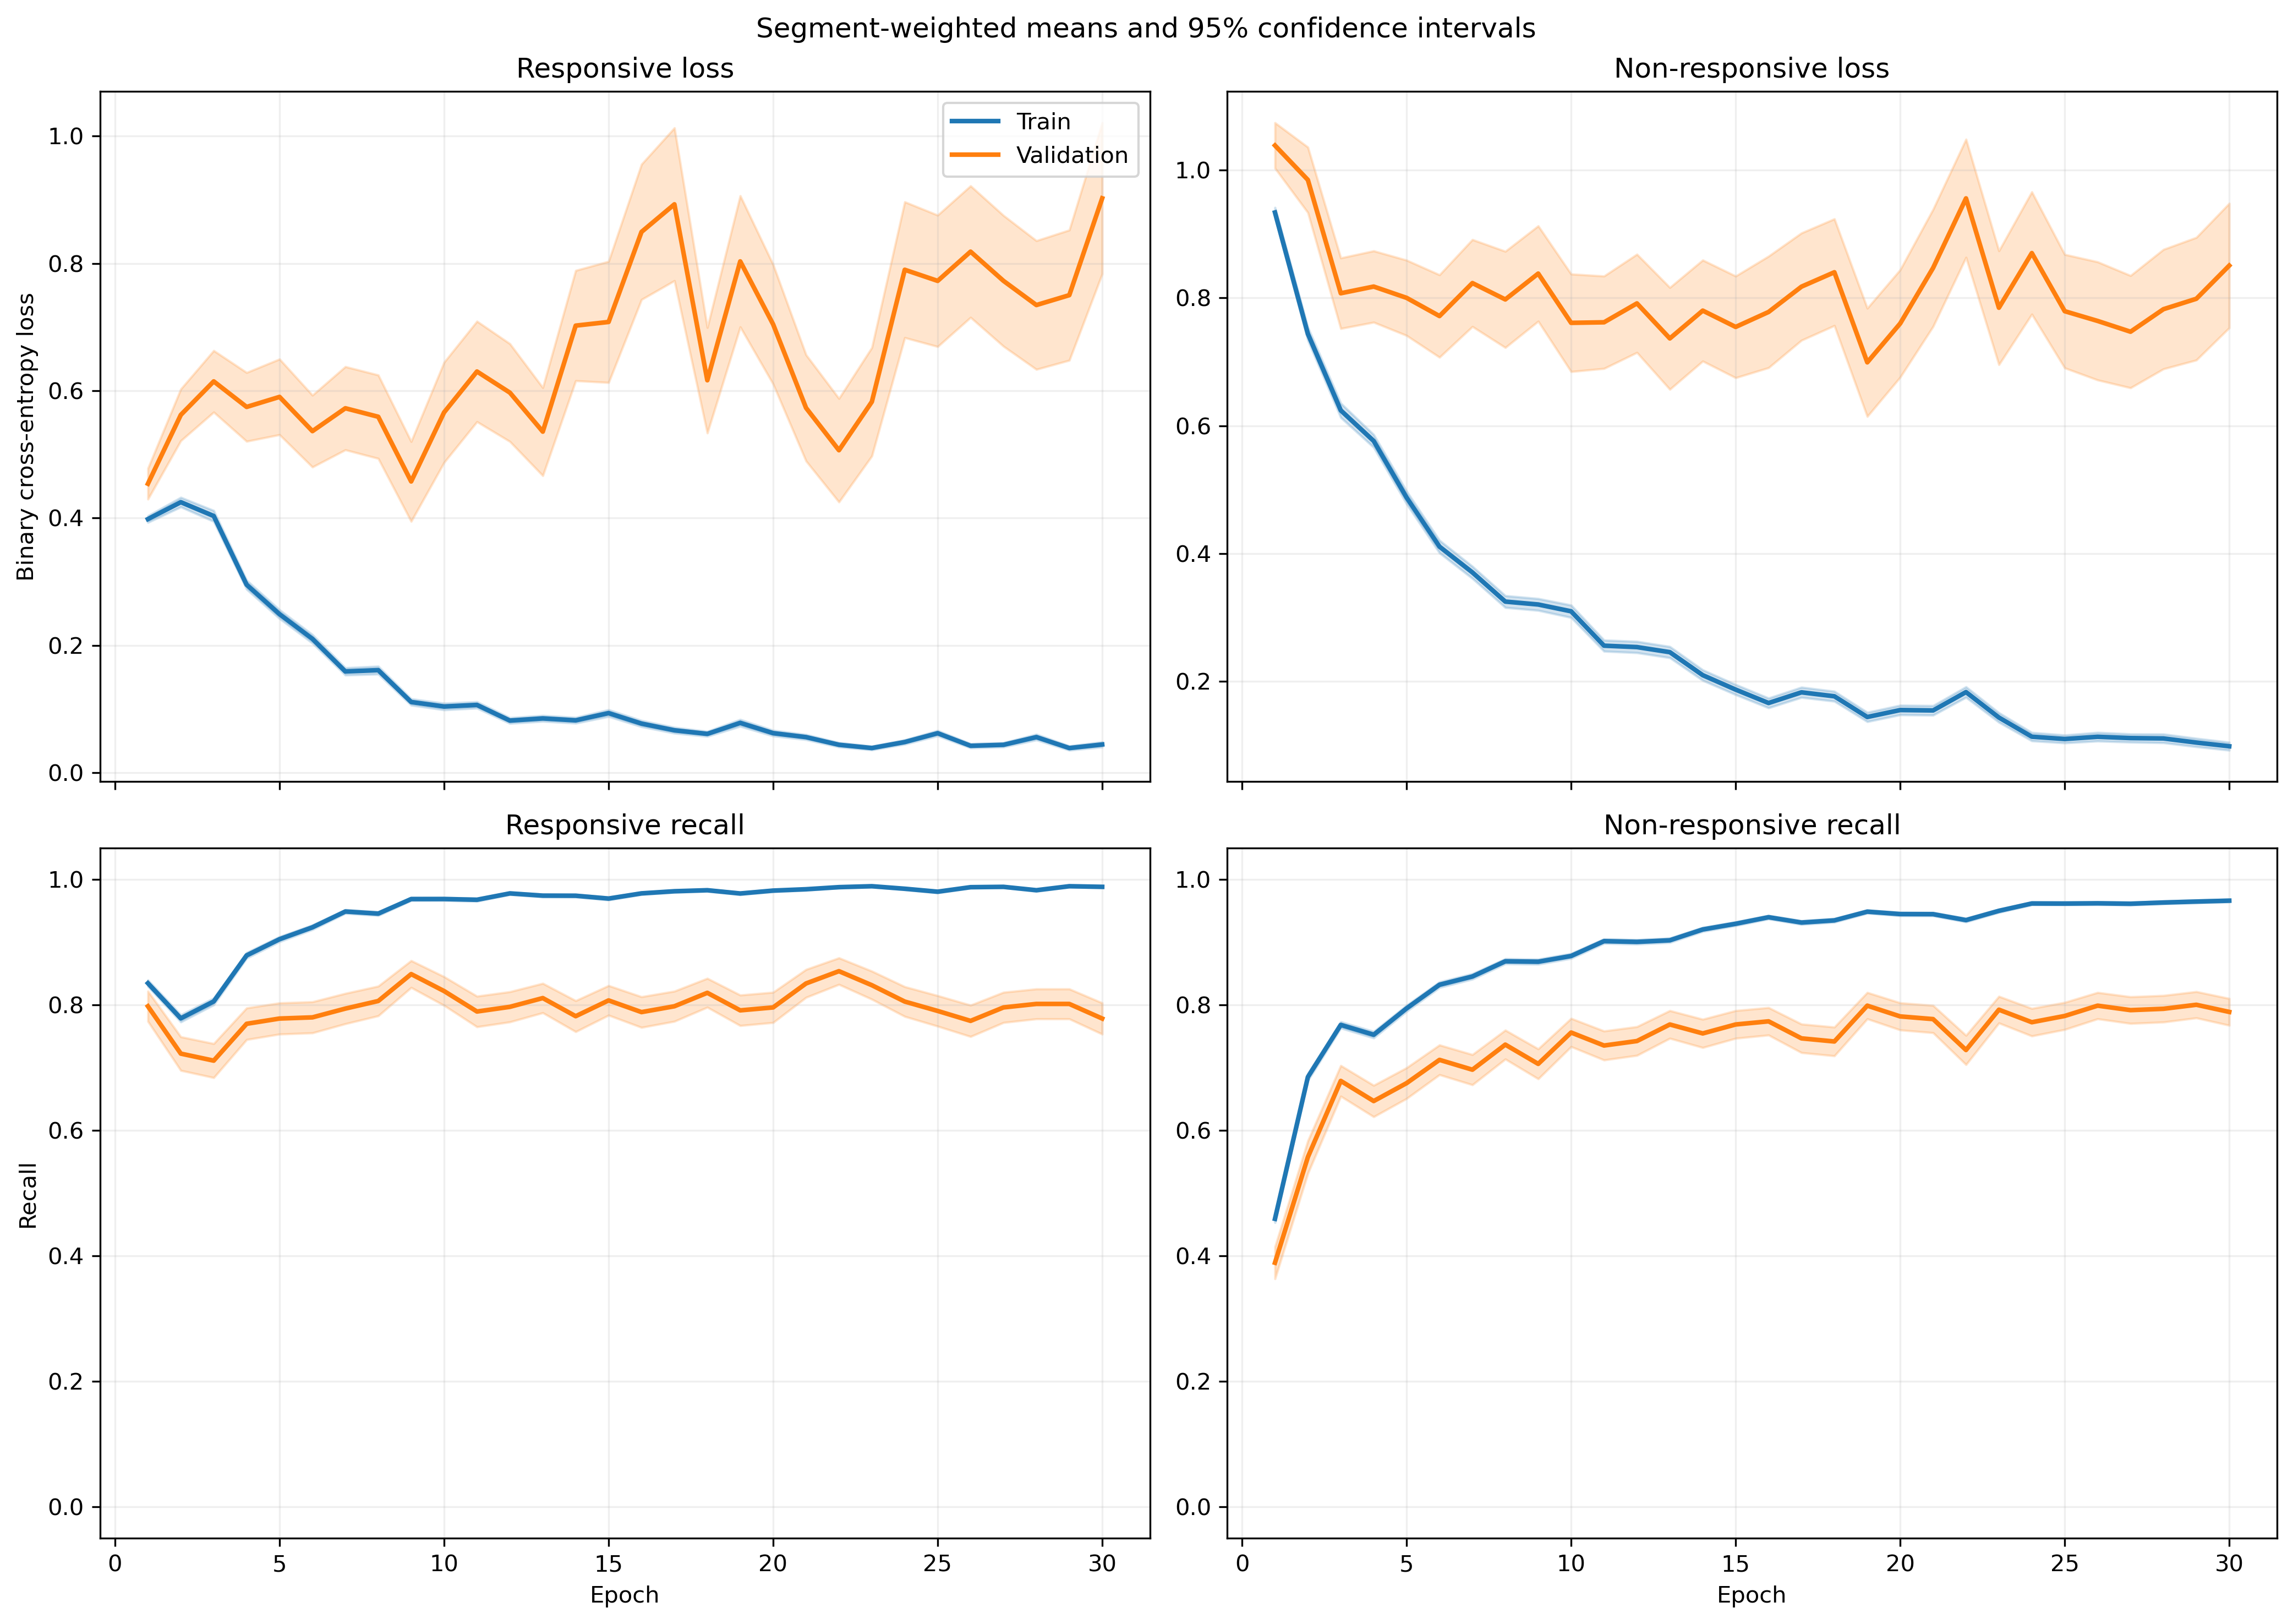 Segment-weighted means and 95% confidence intervals
Responsive loss
Non-responsive loss
Train
Validation
Binary cross-entropy loss
1.0
0.8
0.6
0.4
0.2
0.0
1.0
0.8
0.6
0.4
0.2
Responsive recall
Non-responsive recall
Recall
1.0
0.8
0.6
0.4
0.2
0.0
0 5 10 15 20 25 30
Epoch
1.0
0.8
0.6
0.4
0.2
0.0
0 5 10 15 20 25 30
Epoch